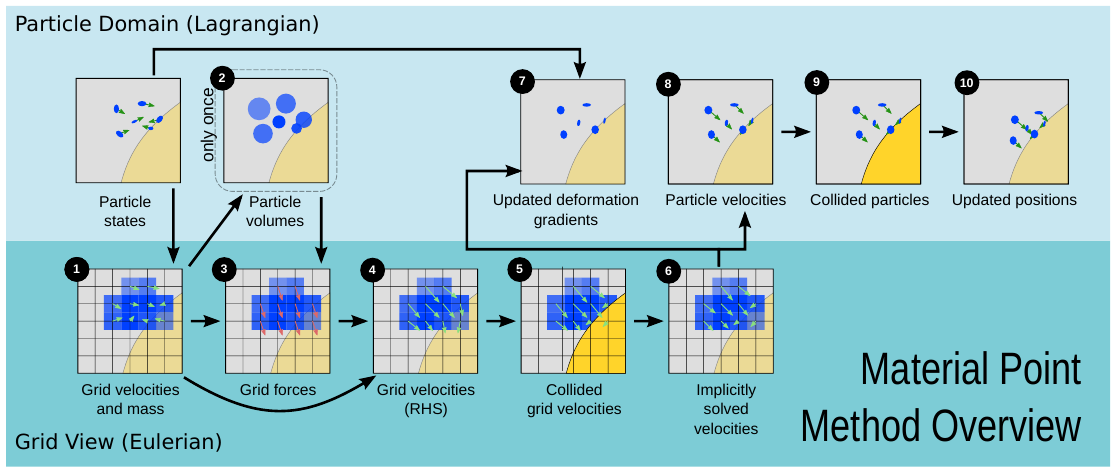 Particle Domain (Lagrangian)
only once
2
7
8
9
10
Particle
states
Particle
volumes
Updated deformation
gradients
Particle velocities
Collided particles
Updated positions
1
3
4
5
6
Grid velocities
and mass
Grid forces
Grid velocities
(RHS)
Collided
grid velocities
Implicitly
solved
velocities
Material Point
Method Overview
Grid View (Eulerian)